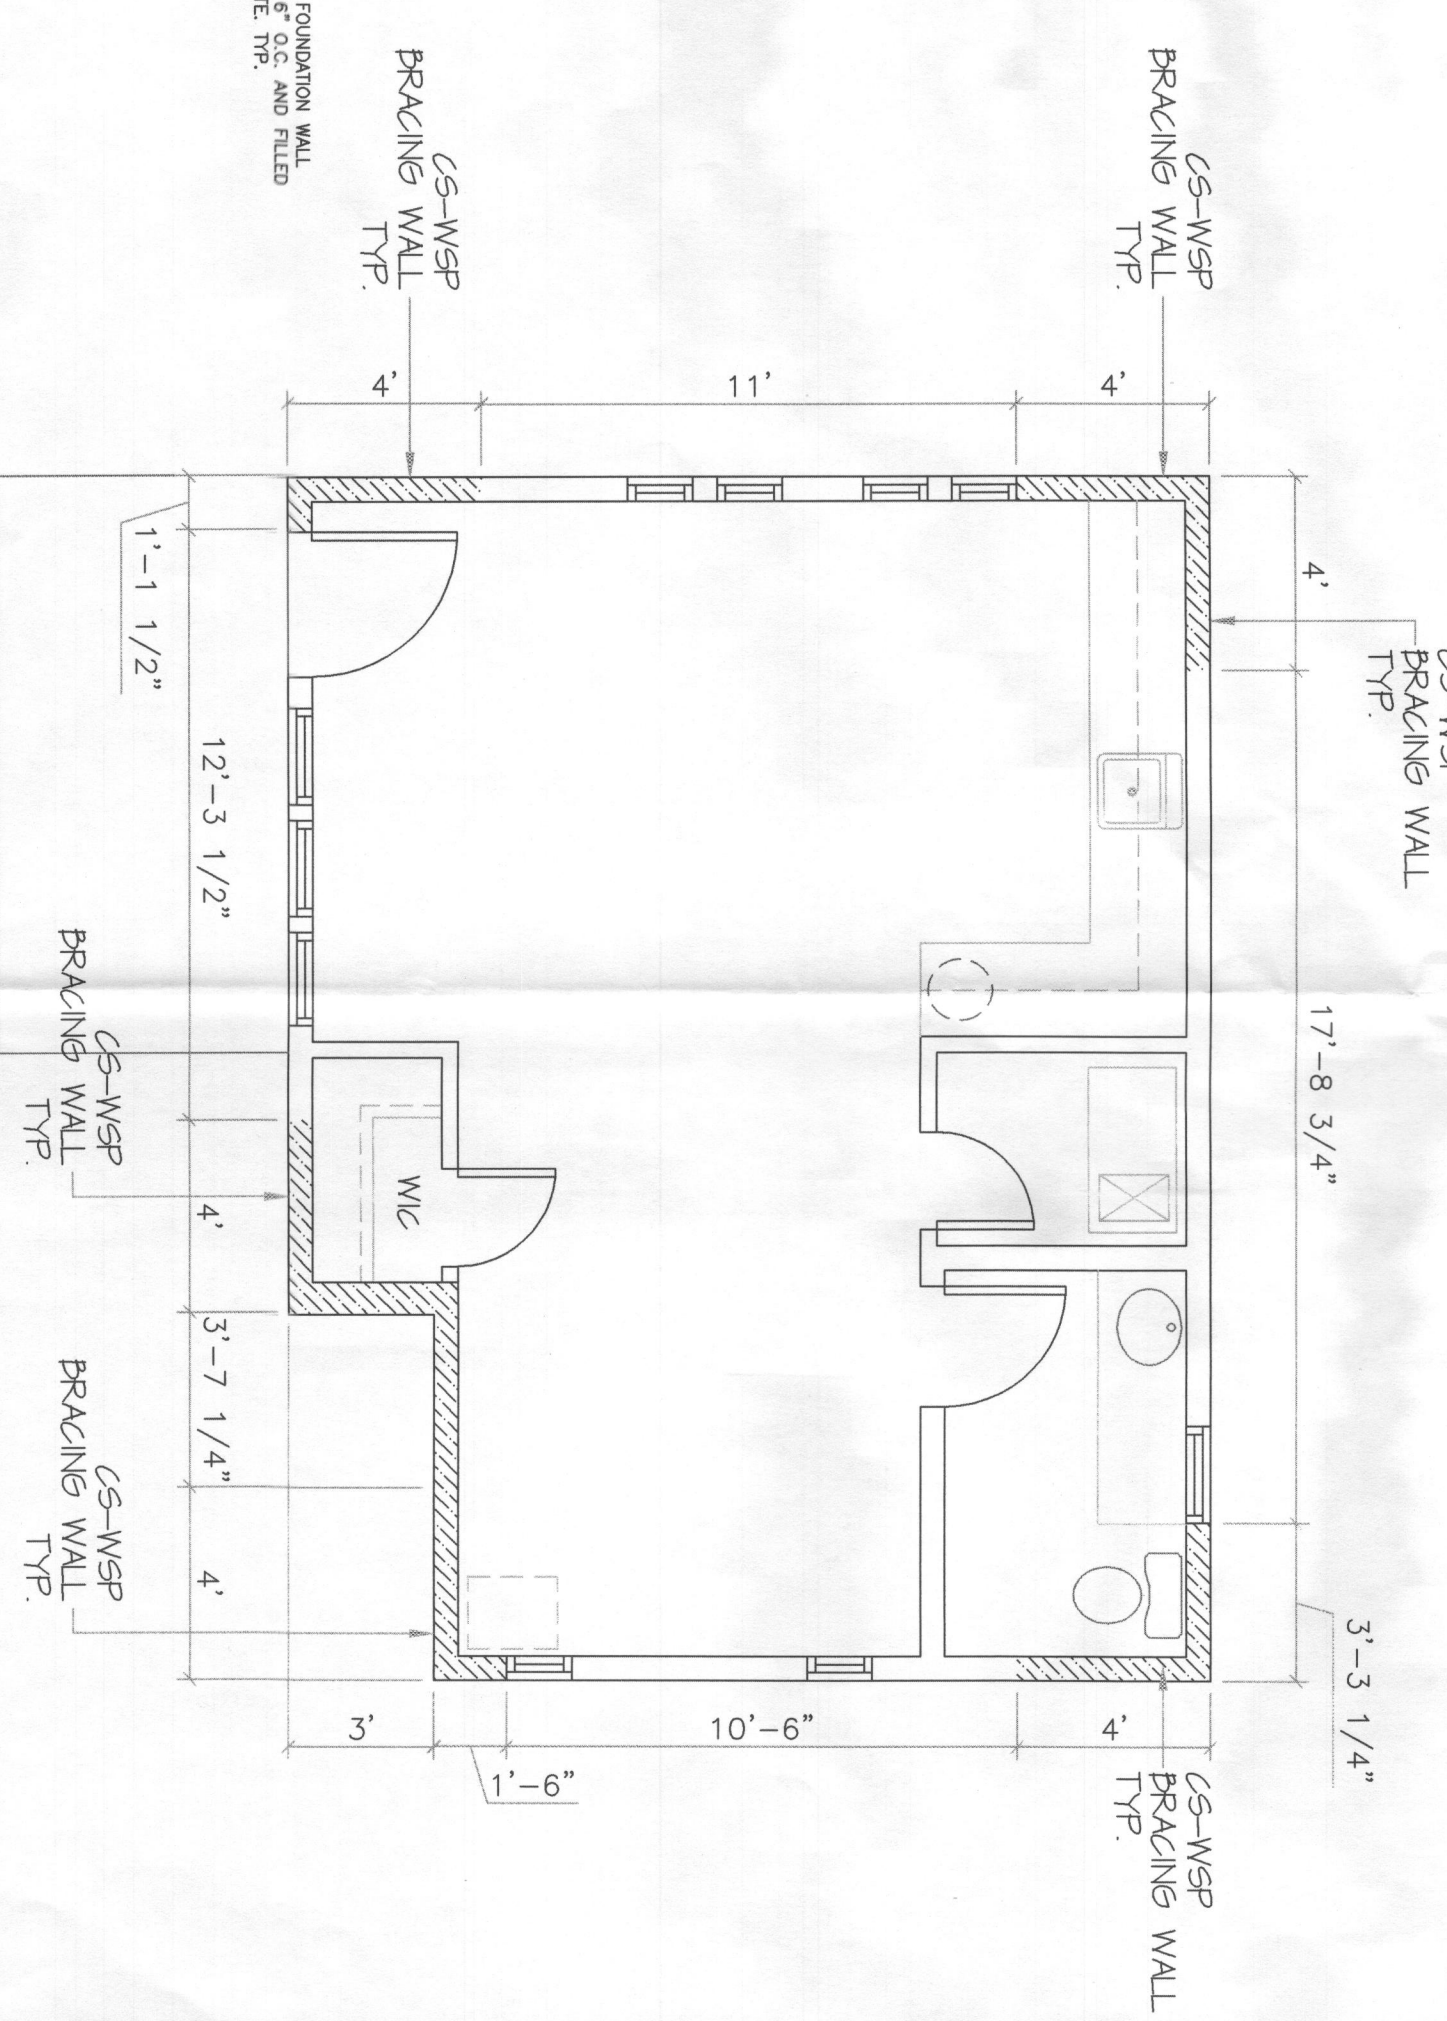 FOUNDATION WALL
6" O.C. AND FILLED
TYP.
CS-WSP
BRACING WALL
TYP.
CS-WSP
BRACING WALL
TYP.
BRACING WALL
TYP.
4'
11'
4'
4'
17'-8 3/4"
3'-3 1/4"
1'-1 1/2"
12'-3 1/2"
4'
3'-7 1/4"
4'
WIC
CS-WSP
BRACING WALL
TYP.
CS-WSP
BRACING WALL
TYP.
3'
1'-6"
10'-6"
4'
CS-WSP
BRACING WALL
TYP.